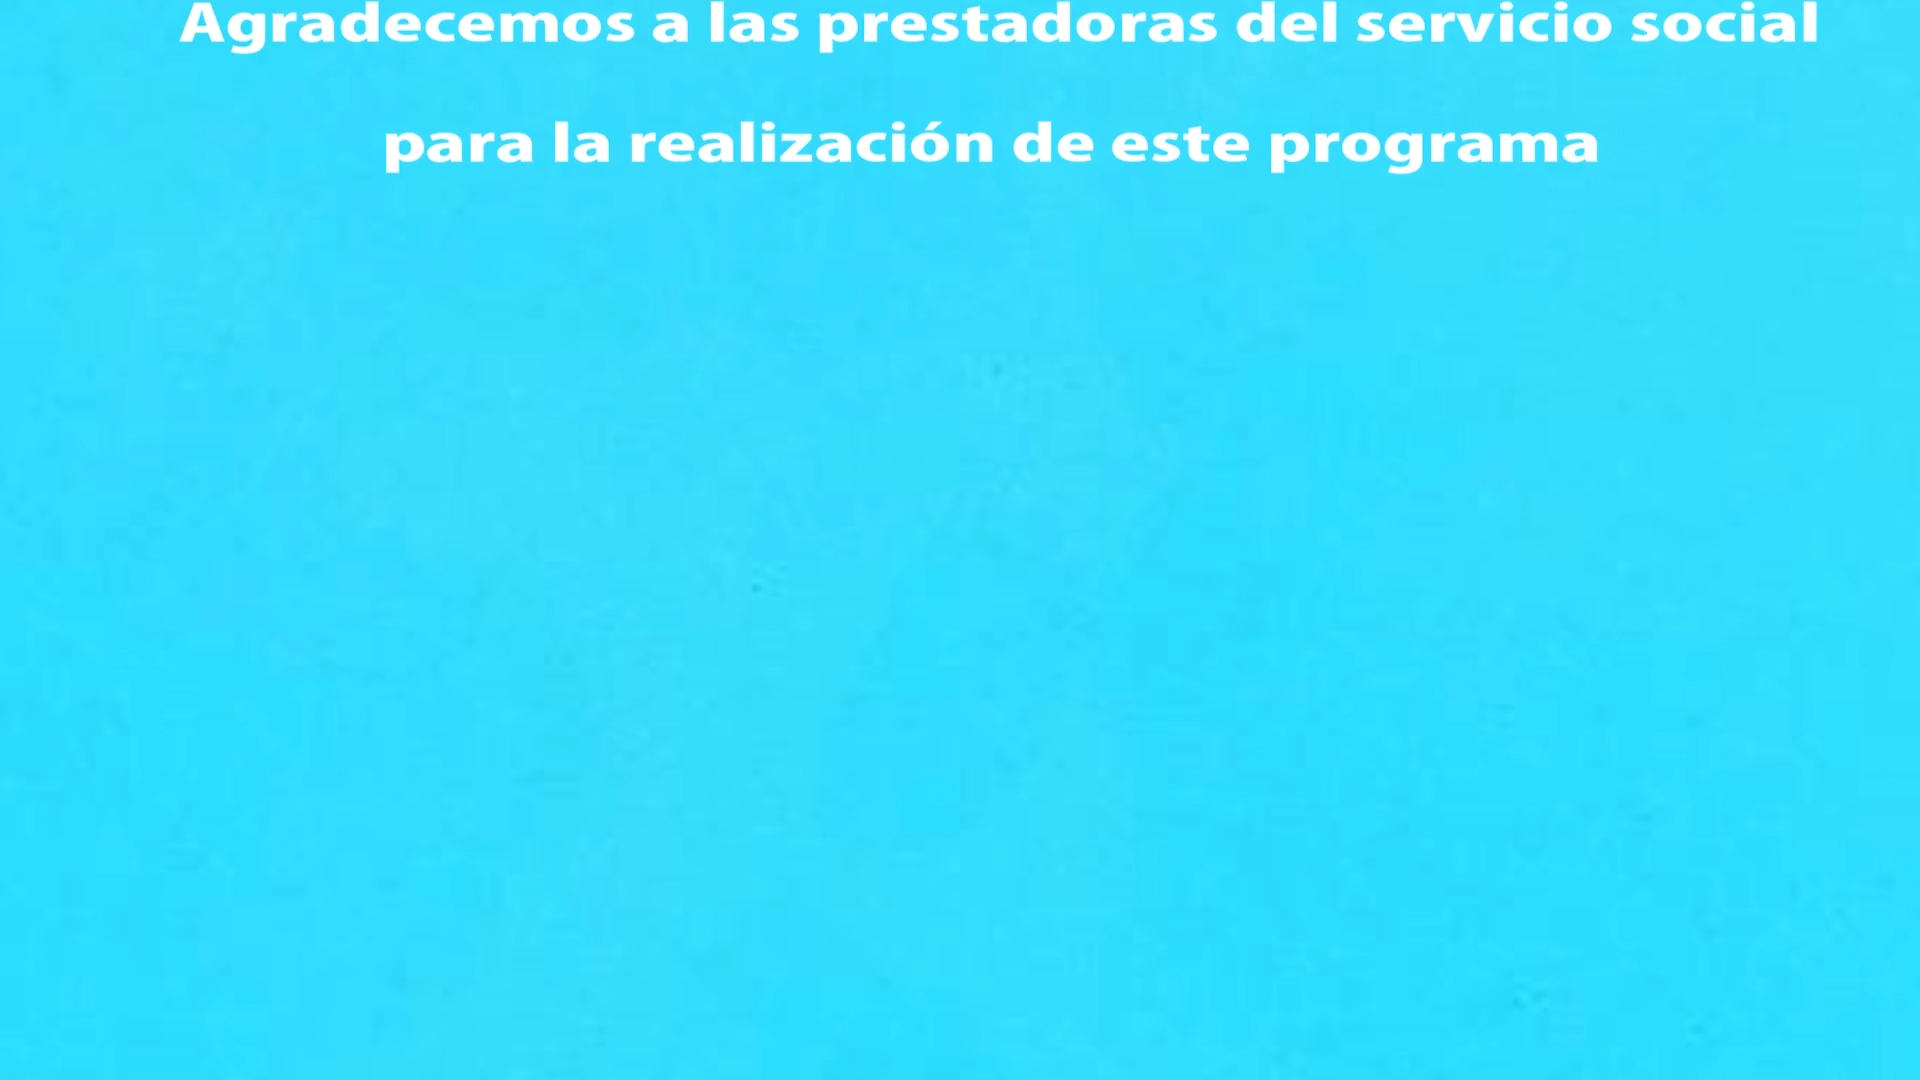 Agradecemos a las prestadoras del servicio social
para la realización de este programa